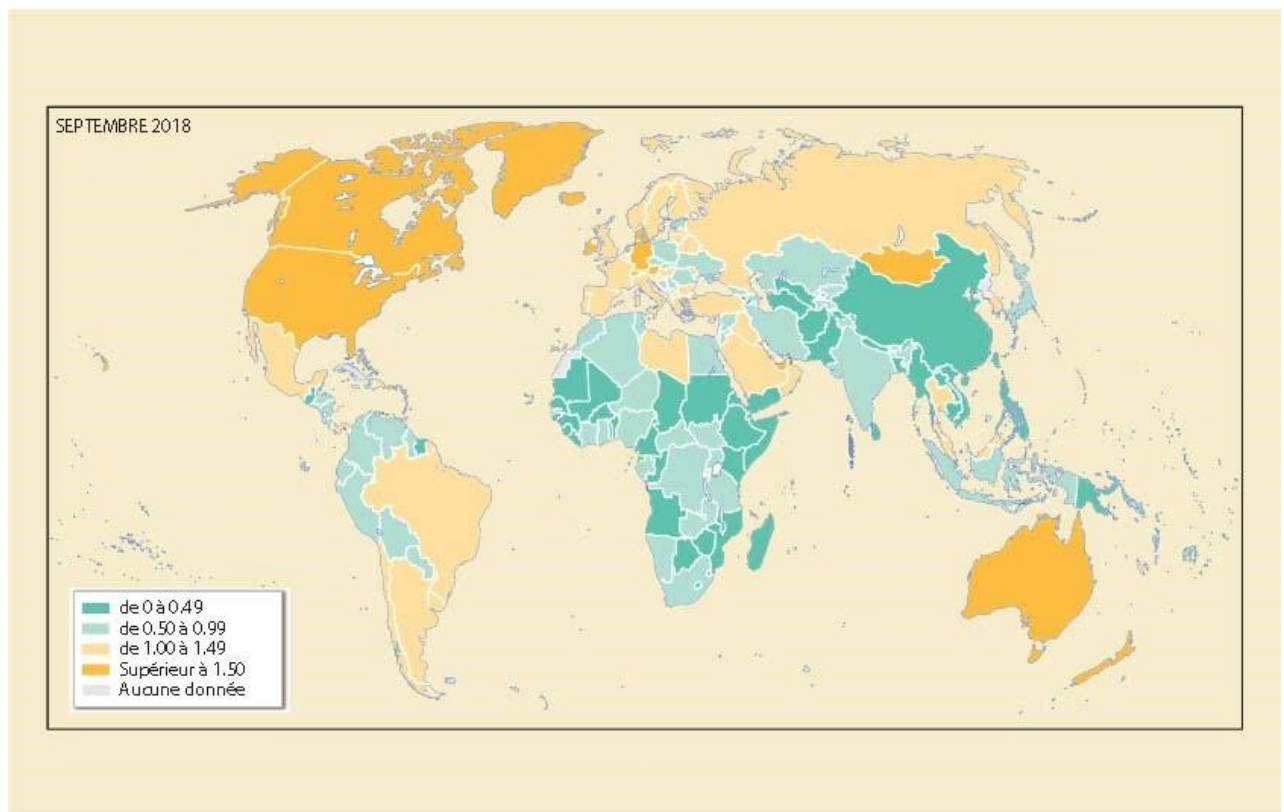 SEPTEMBRE 2018
de 0 à 0.49
de 0.50 à 0.99
de 1.00 à 1.49
Supérieur à 1.50
Aucune donnée